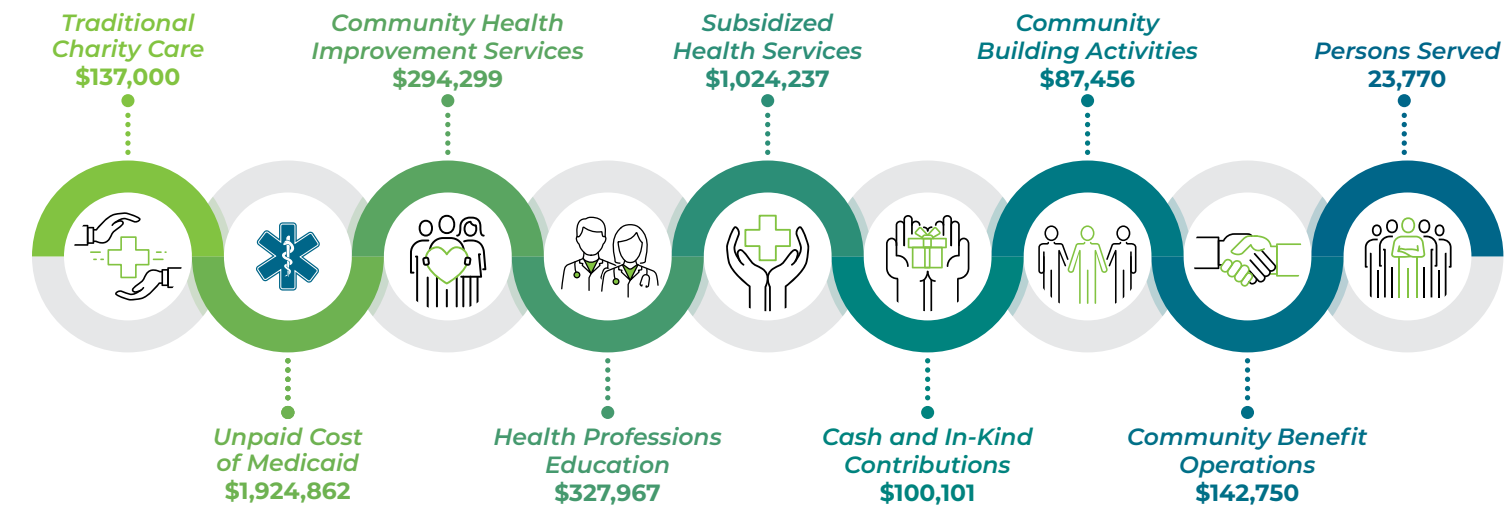 Traditional
Charity Care
$137,000
Community Health
Improvement Services
$294,299
Subsidized
Health Services
$1,024,237
Community
Building Activities
$87,456
Persons Served
23,770
Unpaid Cost
of Medicaid
$1,924,862
Health Professions
Education
$327,967
Cash and In-Kind
Contributions
$100,101
Community Benefit
Operations
$142,750